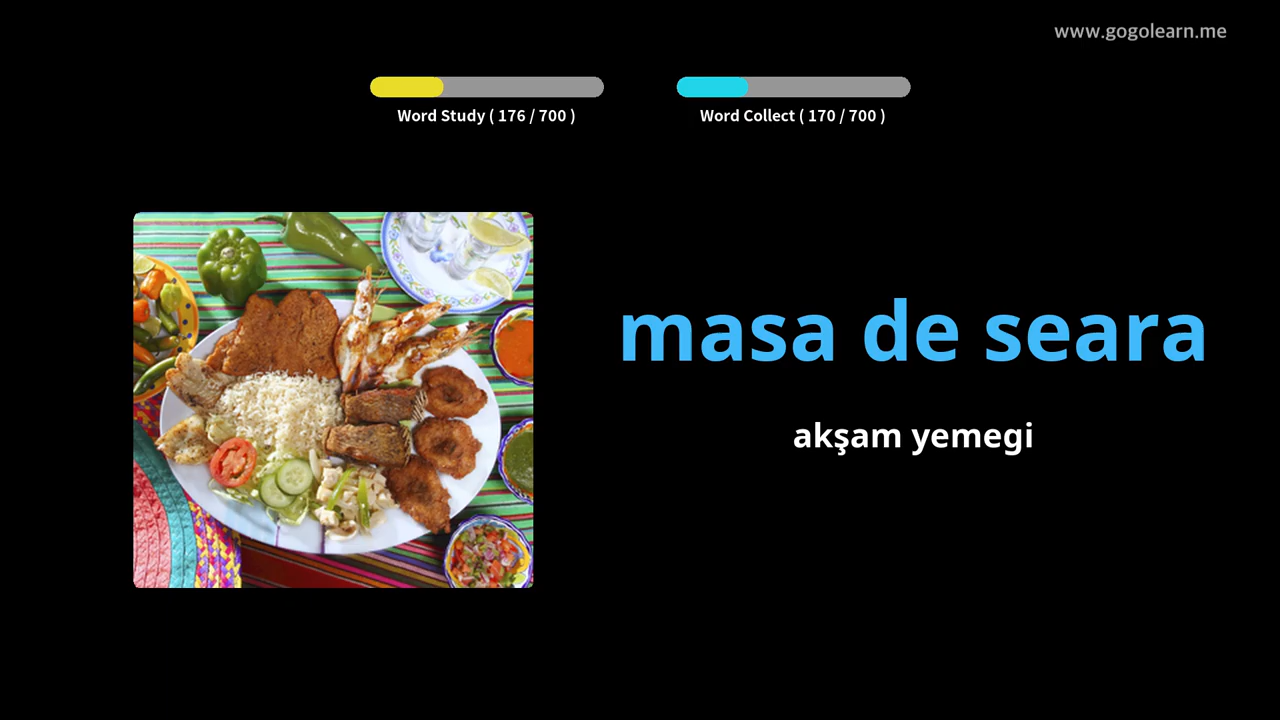 www.gogolearn.me
Word Study ( 176 / 700 )
Word Collect ( 170 / 700 )
masa de seara
akşam yemegi